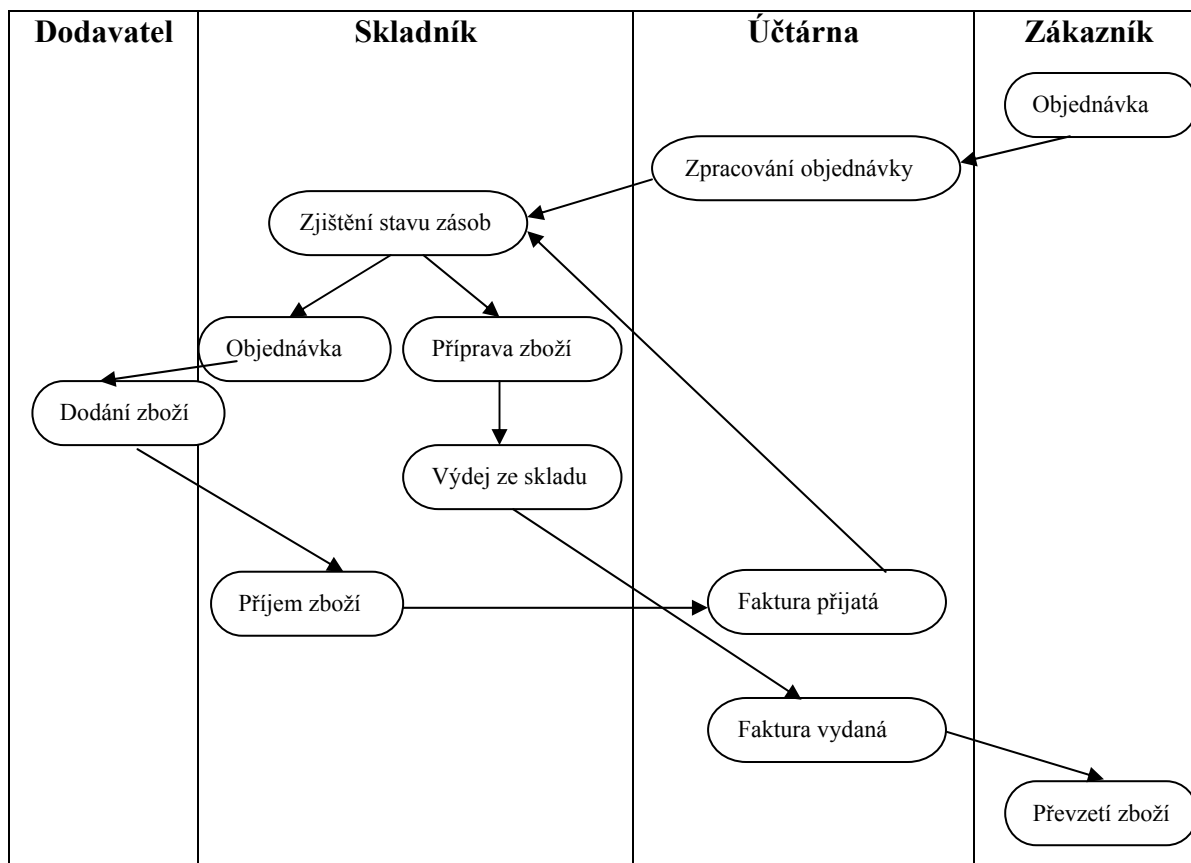 Dodavatel
Skladník
Účtárna
Zákazník
Objednávka
Zpracování objednávky
Zjištění stavu zásob
Objednávka
Příprava zboží
Dodání zboží
Výdej ze skladu
Příjem zboží
Faktura přijatá
Faktura vydaná
Převzetí zboží